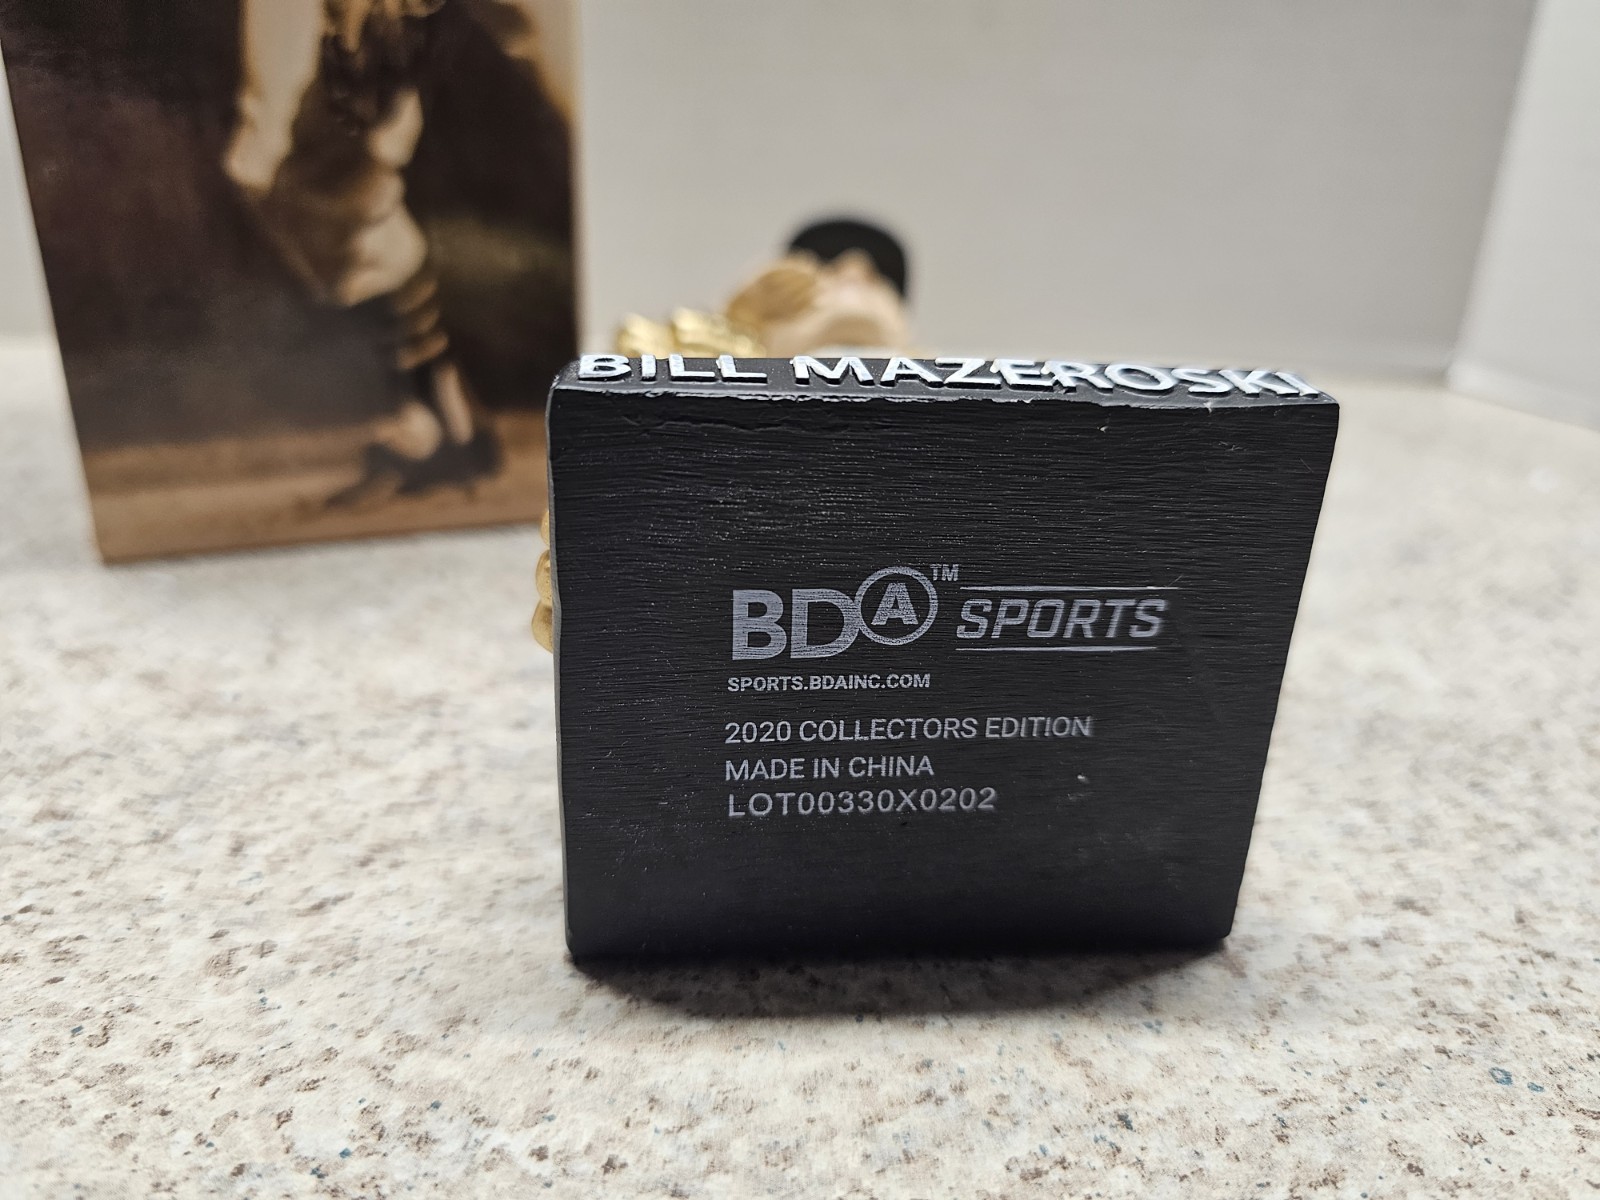 BILL MAZEROSKI
BDA™ SPORTS
SPORTS.BDAINC.COM
2020 COLLECTORS EDITION
MADE IN CHINA
LOT00330X0202